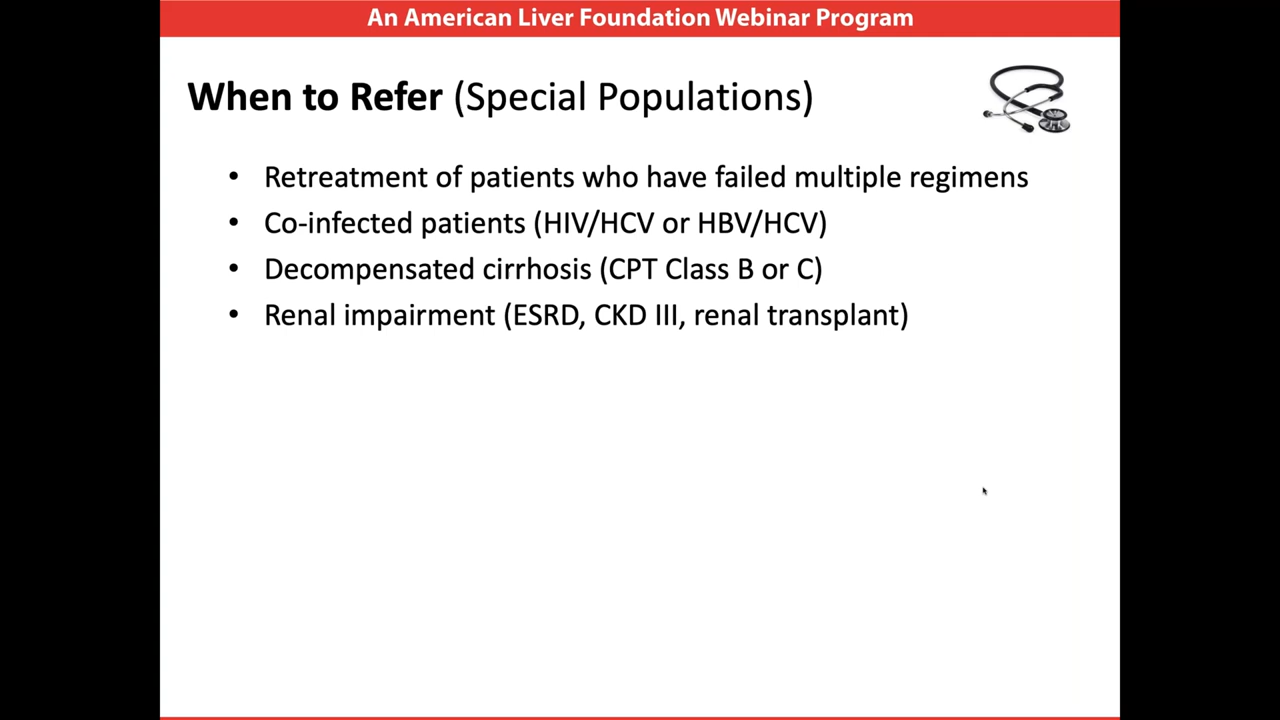 An American Liver Foundation Webinar Program
When to Refer (Special Populations)
• Retreatment of patients who have failed multiple regimens
• Co-infected patients (HIV/HCV or HBV/HCV)
• Decompensated cirrhosis (CPT Class B or C)
• Renal impairment (ESRD, CKD III, renal transplant)